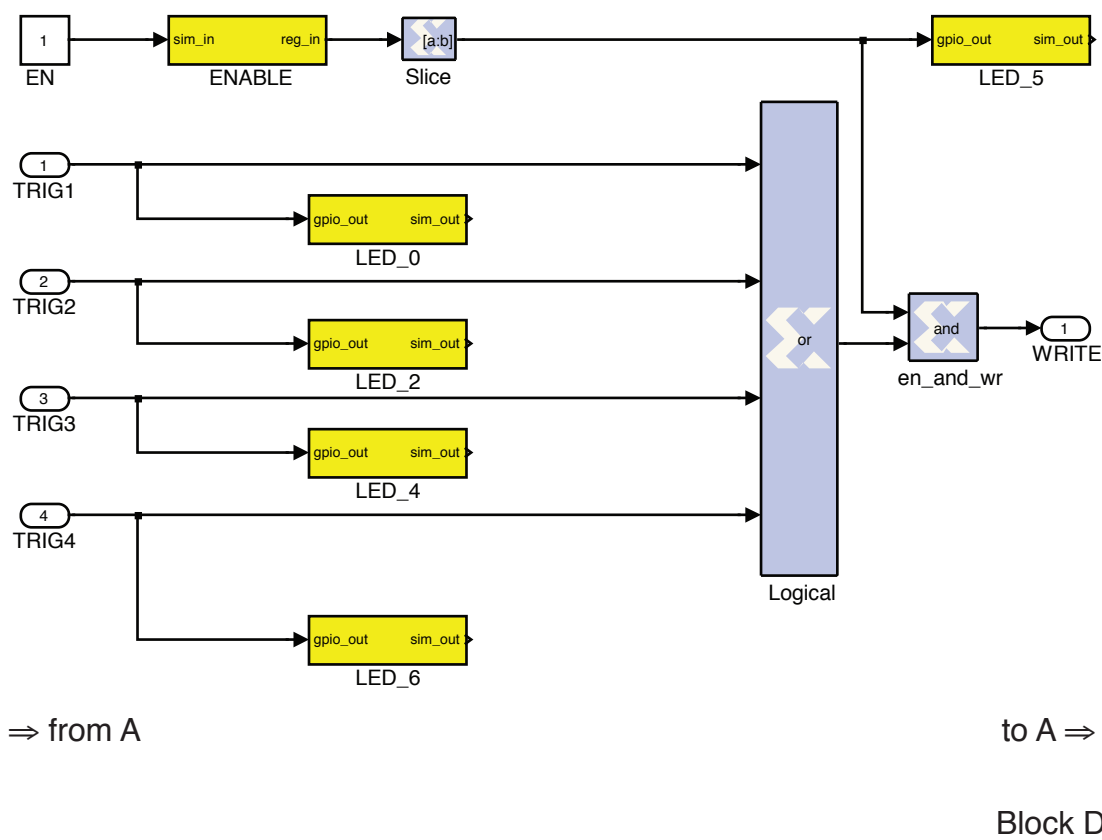 1
sim_in reg_in
[a:b]
gpio_out sim_out
EN
ENABLE
Slice
LED_5
1
TRIG1
gpio_out sim_out
LED_0
2
TRIG2
gpio_out sim_out
LED_2
or
and
1
WRITE
en_and_wr
3
TRIG3
gpio_out sim_out
LED_4
4
TRIG4
Logical
gpio_out sim_out
LED_6
⇒ from A
to A ⇒
Block D